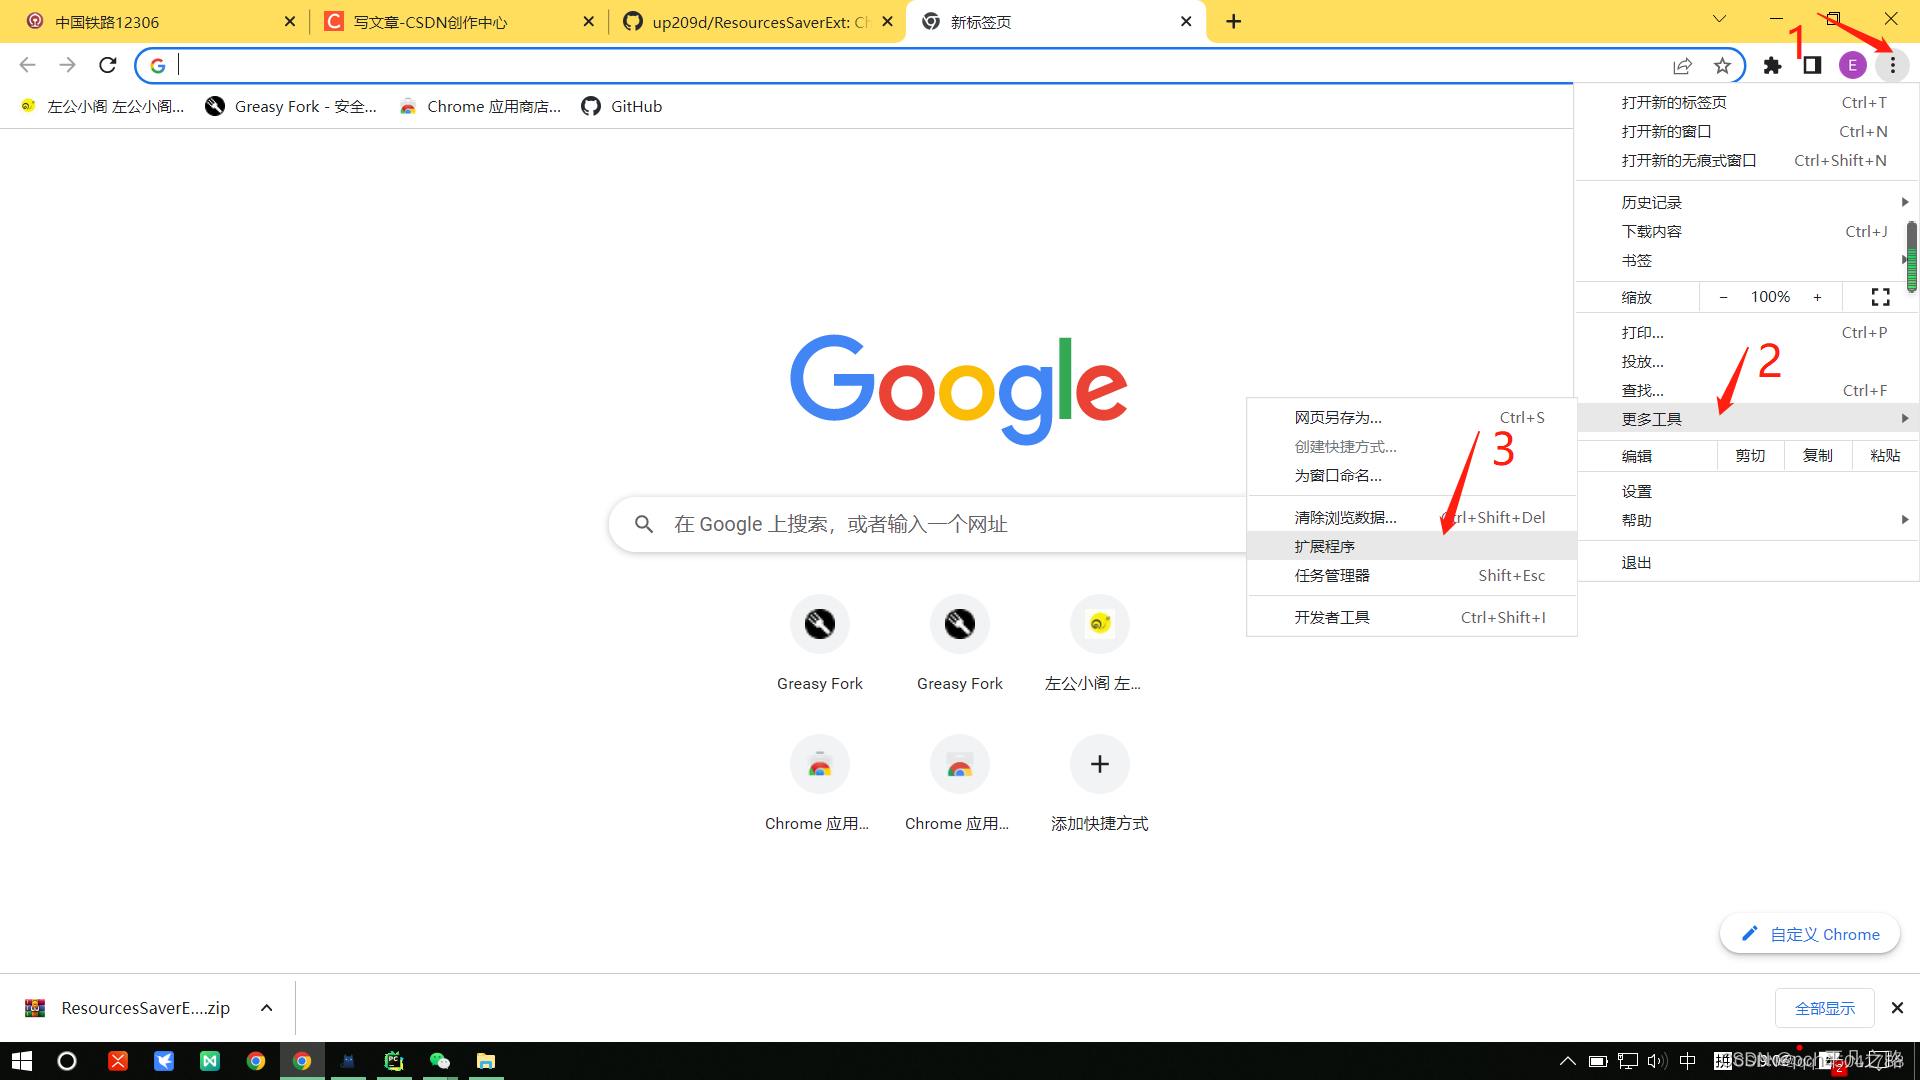 中国铁路12306
写文章-CSDN创作中心
up209d/ResourcesSaverExt: Ch
新标签页
1
E
左公小阁 左公小阁...
Greasy Fork - 安全...
Chrome 应用商店...
GitHub
打开新的标签页 Ctrl+T
打开新的窗口 Ctrl+N
打开新的无痕式窗口 Ctrl+Shift+N
历史记录
下载内容 Ctrl+J
书签
缩放 - 100% +
打印... Ctrl+P
投放...
2
查找... Ctrl+F
更多工具
编辑 剪切 复制 粘贴
设置
帮助
退出
网页另存为... Ctrl+S
创建快捷方式...
3
为窗口命名...
清除浏览数据... Ctrl+Shift+Del
扩展程序
任务管理器 Shift+Esc
开发者工具 Ctrl+Shift+I
Google
在 Google 上搜索，或者输入一个网址
Greasy Fork
Greasy Fork
左公小阁 左...
Chrome 应用...
Chrome 应用...
添加快捷方式
自定义 Chrome
ResourcesSaverE....zip
全部显示
中
拼